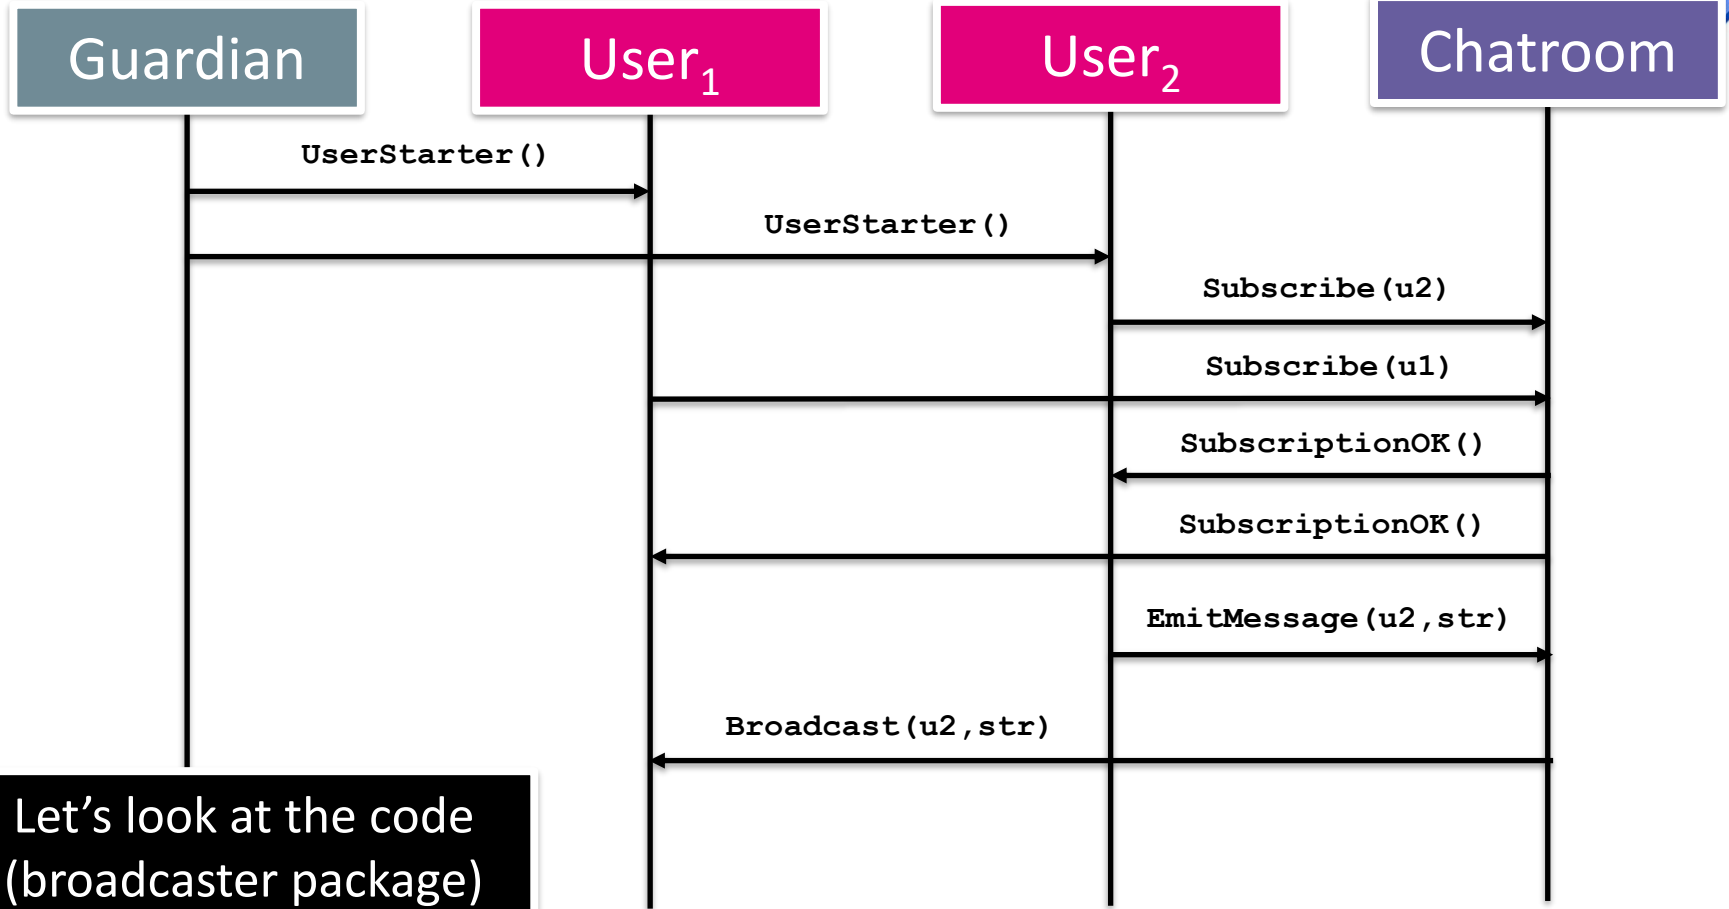 Guardian
User₁
User₂
Chatroom
UserStarter()
UserStarter()
Subscribe(u2)
Subscribe(u1)
SubscriptionOK()
SubscriptionOK()
EmitMessage(u2,str)
Broadcast(u2,str)
Let’s look at the code
(broadcaster package)